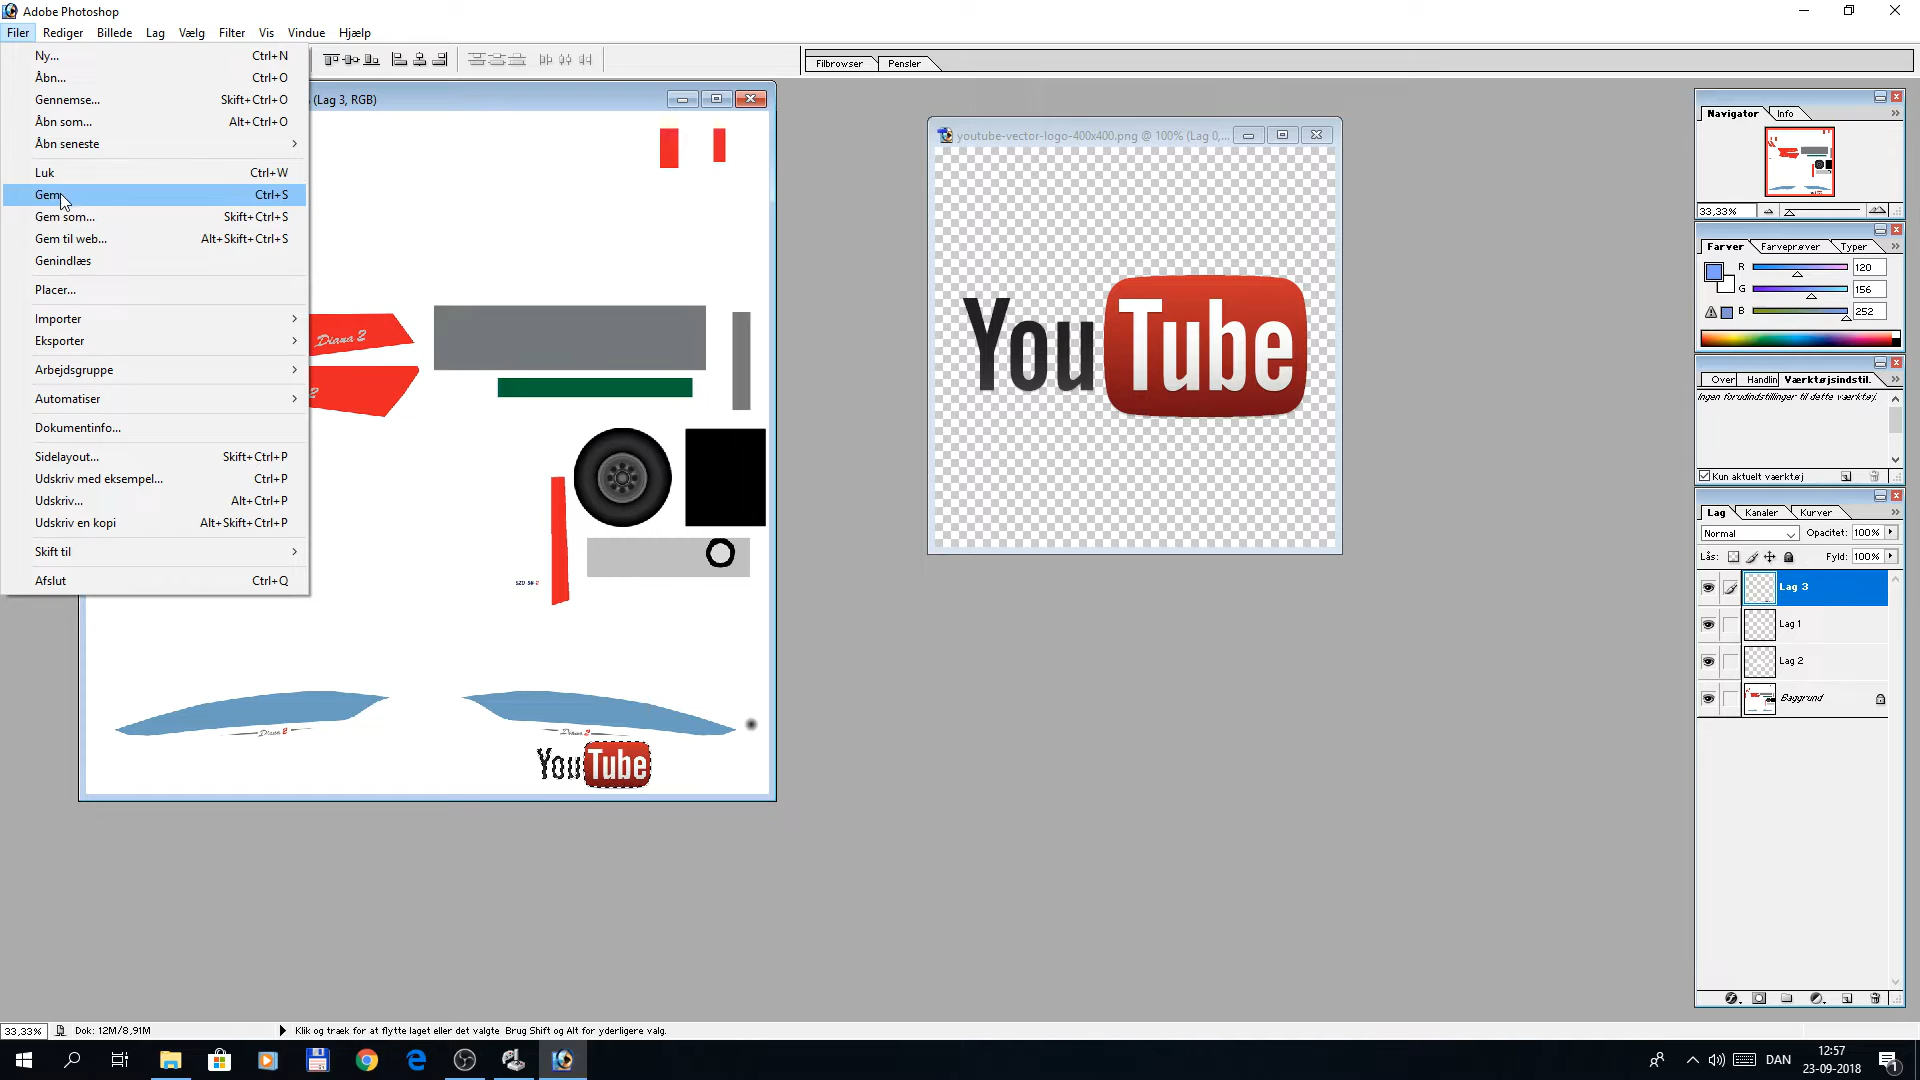 Adobe Photoshop
Filer Rediger Billede Lag Vælg Filter Vis Vindue Hjælp
Ny... Ctrl+N
Åbn... Ctrl+O
Gennemse... Skift+Ctrl+O
Åbn som... Alt+Ctrl+O
Åbn seneste
Luk Ctrl+W
Gem Ctrl+S
Gem som... Skift+Ctrl+S
Gem til web... Alt+Skift+Ctrl+S
Genindlæs
Placer...
Importer
Eksporter
Arbejdsgruppe
Automatiser
Dokumentinfo...
Sidelayout... Skift+Ctrl+P
Udskriv med eksempel... Ctrl+P
Udskriv... Alt+Ctrl+P
Udskriv en kopi Alt+Skift+Ctrl+P
Skift til
Afslut Ctrl+Q
Filbrowser Pensler
(Lag 3, RGB)
Diana 2
2
Diana 2
Diana 2
YouTube
youtube-vector-logo-400x400.png @ 100% (Lag 0,...
YouTube
Navigator Info
33,33%
Farver Farveprøver Typer
R 120
G 156
B 252
Over Handlin Værktøjsindstil.
Ingen forudindstillinger til dette værktøj.
Kun aktuelt værktøj
Lag Kanaler Kurver
Normal Opacitet: 100%
Lås: Fyld: 100%
Lag 3
Lag 1
Lag 2
Baggrund
33,33% Dok: 12M/8,91M Klik og træk for at flytte laget eller det valgte Brug Shift og Alt for yderligere valg.
DAN
12:57
23-09-2018
1